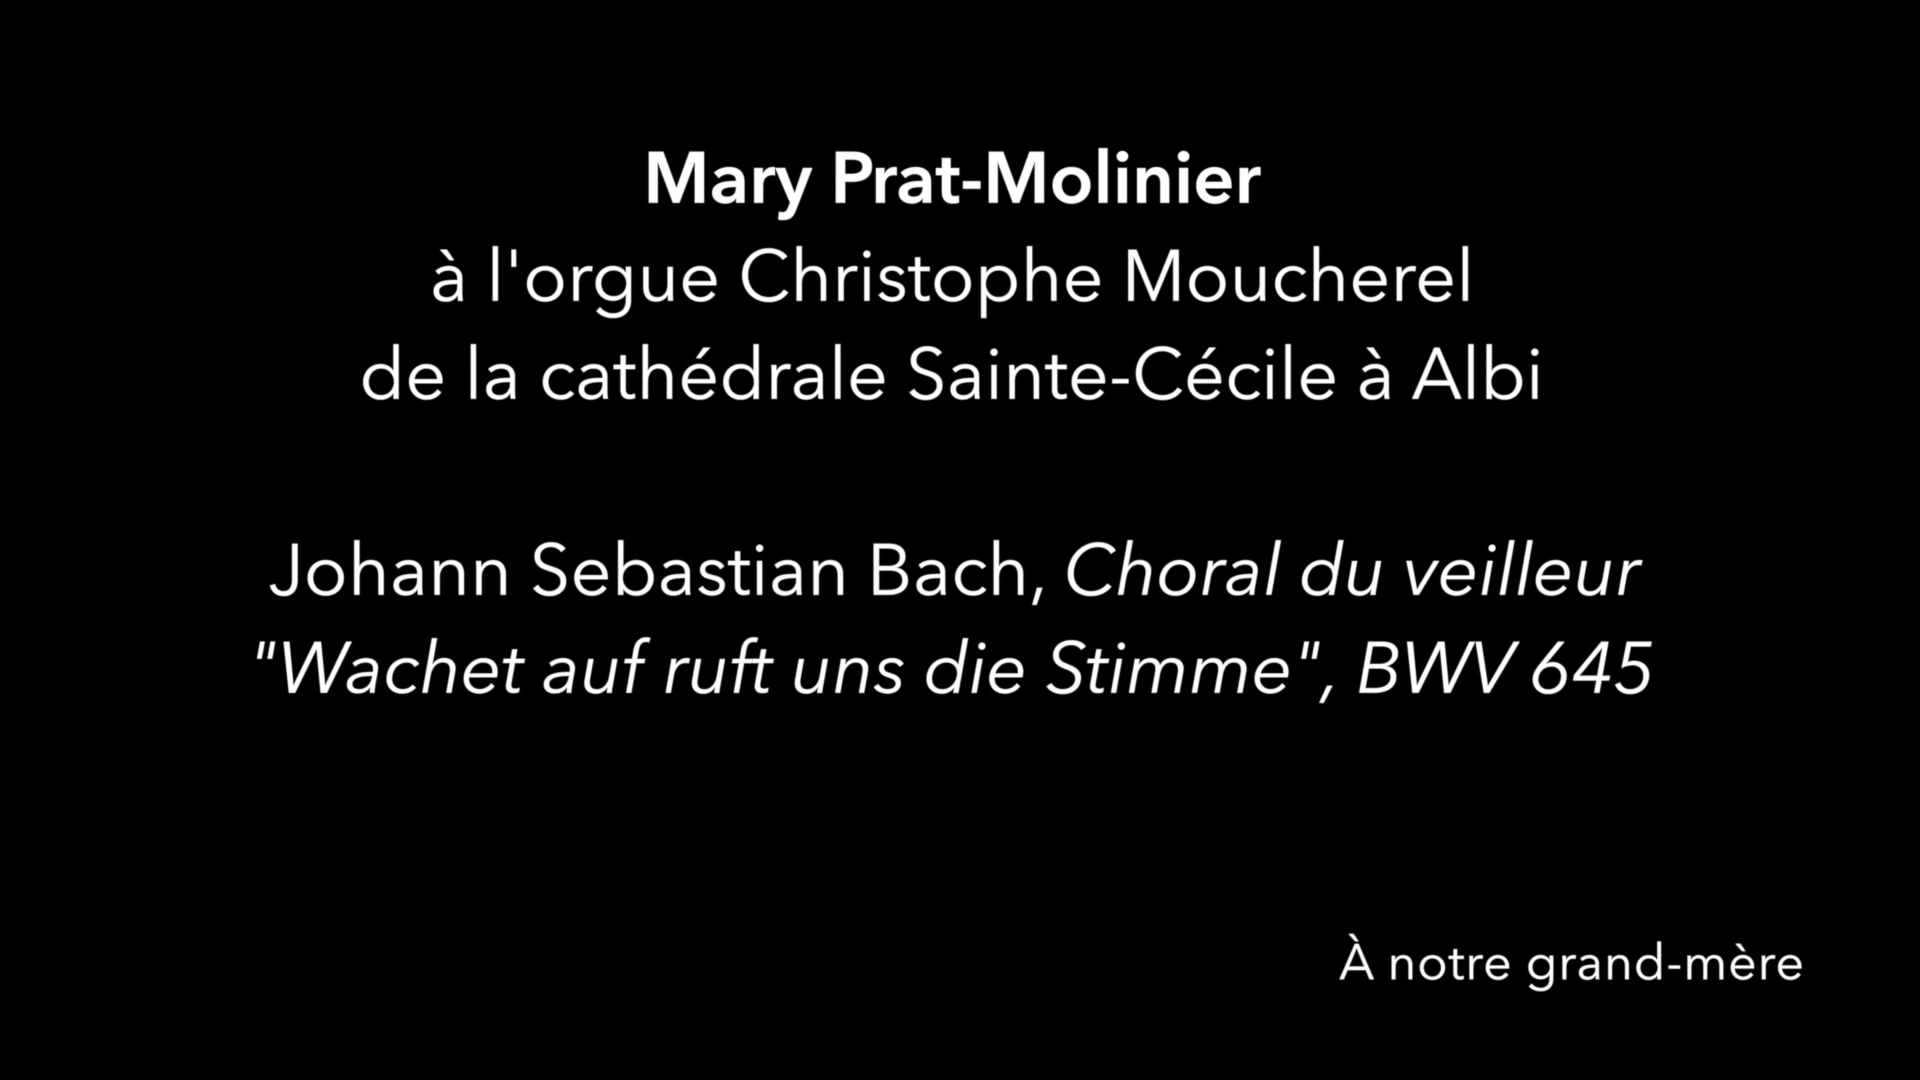 Mary Prat-Molinier
à l'orgue Christophe Moucherel
de la cathédrale Sainte-Cécile à Albi
Johann Sebastian Bach, Choral du veilleur
"Wachet auf ruft uns die Stimme", BWV 645
À notre grand-mère